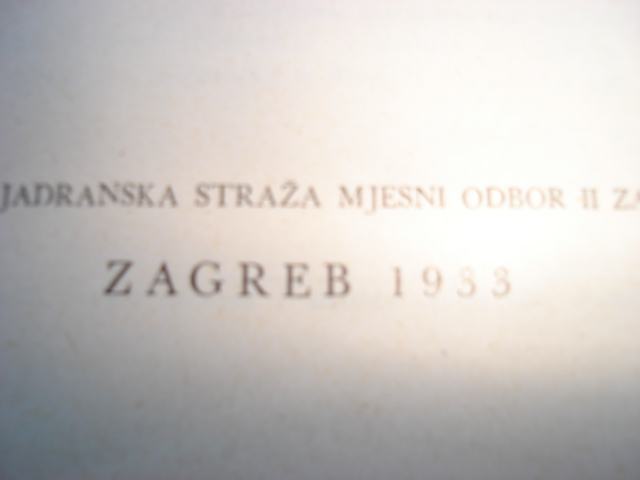 JADRANSKA STRAŽA MJESNI ODBOR II
ZAGREB 1933